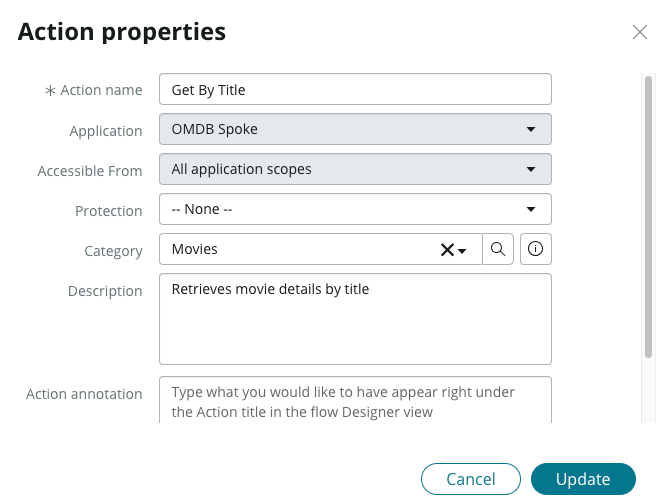 Action properties
* Action name
Get By Title
Application
OMDB Spoke
Accessible From
All application scopes
Protection
-- None --
Category
Movies
Description
Retrieves movie details by title
Action annotation
Type what you would like to have appear right under
the Action title in the flow Designer view
Cancel
Update